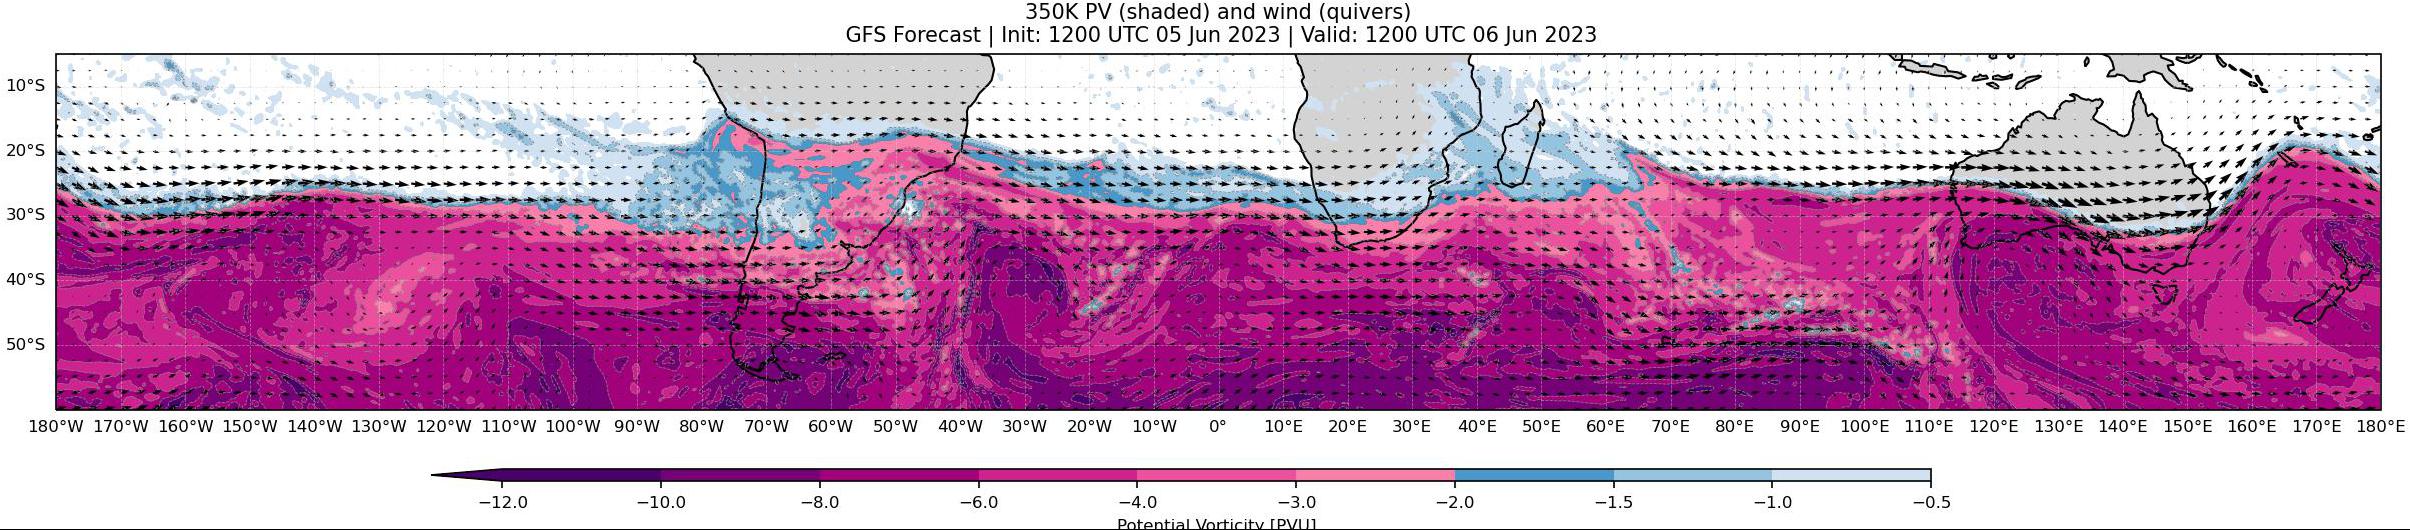 350K PV (shaded) and wind (quivers)
GFS Forecast | Init: 1200 UTC 05 Jun 2023 | Valid: 1200 UTC 06 Jun 2023
10°S
20°S
30°S
40°S
50°S
180°W 170°W 160°W 150°W 140°W 130°W 120°W 110°W 100°W 90°W 80°W 70°W 60°W 50°W 40°W 30°W 20°W 10°W 0° 10°E 20°E 30°E 40°E 50°E 60°E 70°E 80°E 90°E 100°E 110°E 120°E 130°E 140°E 150°E 160°E 170°E 180°E
−12.0 −10.0 −8.0 −6.0 −4.0 −3.0 −2.0 −1.5 −1.0 −0.5
Potential Vorticity [PVU]